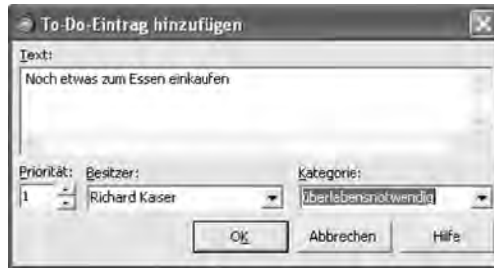 To-Do-Eintrag hinzufügen
Text:
Noch etwas zum Essen einkaufen
Priorität: Besitzer: Kategorie:
1 Richard Kaiser überlebensnotwendig
OK Abbrechen Hilfe